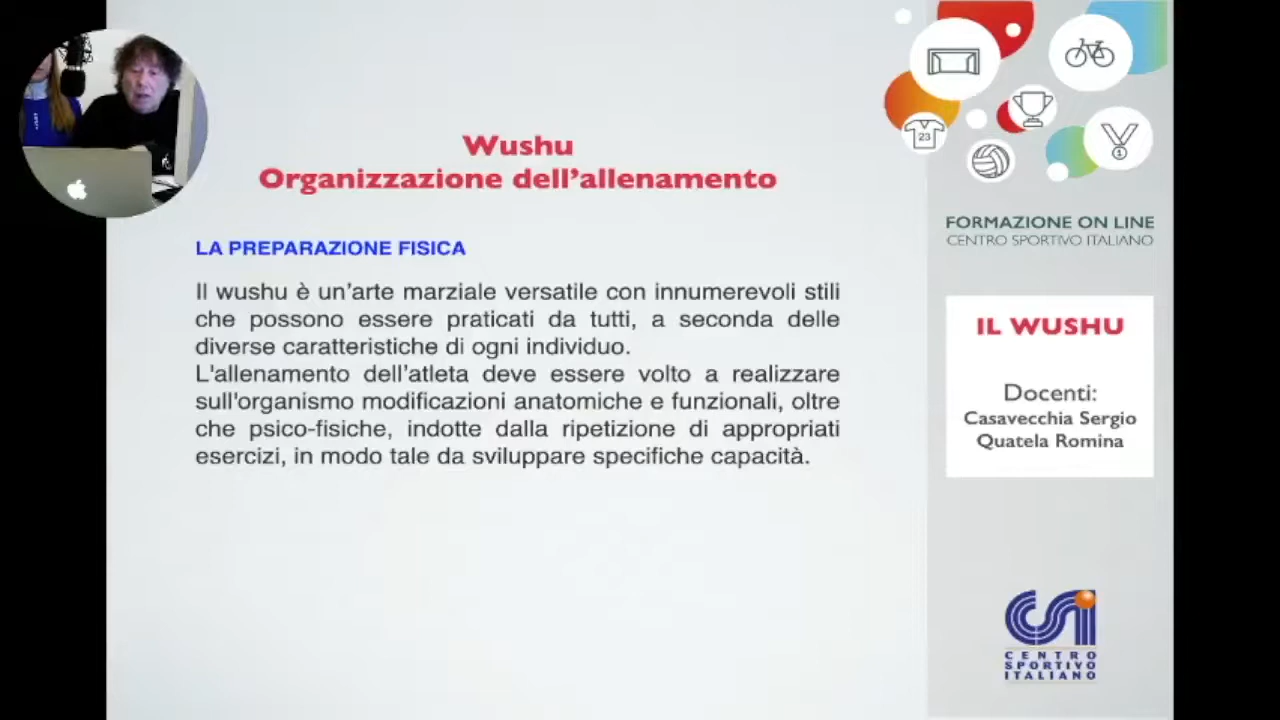 Wushu
Organizzazione dell’allenamento
LA PREPARAZIONE FISICA
Il wushu è un’arte marziale versatile con innumerevoli stili
che possono essere praticati da tutti, a seconda delle
diverse caratteristiche di ogni individuo.
L'allenamento dell’atleta deve essere volto a realizzare
sull'organismo modificazioni anatomiche e funzionali, oltre
che psico-fisiche, indotte dalla ripetizione di appropriati
esercizi, in modo tale da sviluppare specifiche capacità.
23
1
FORMAZIONE ON LINE
CENTRO SPORTIVO ITALIANO
IL WUSHU
Docenti:
Casavecchia Sergio
Quatela Romina
CSI
CENTRO
SPORTIVO
ITALIANO